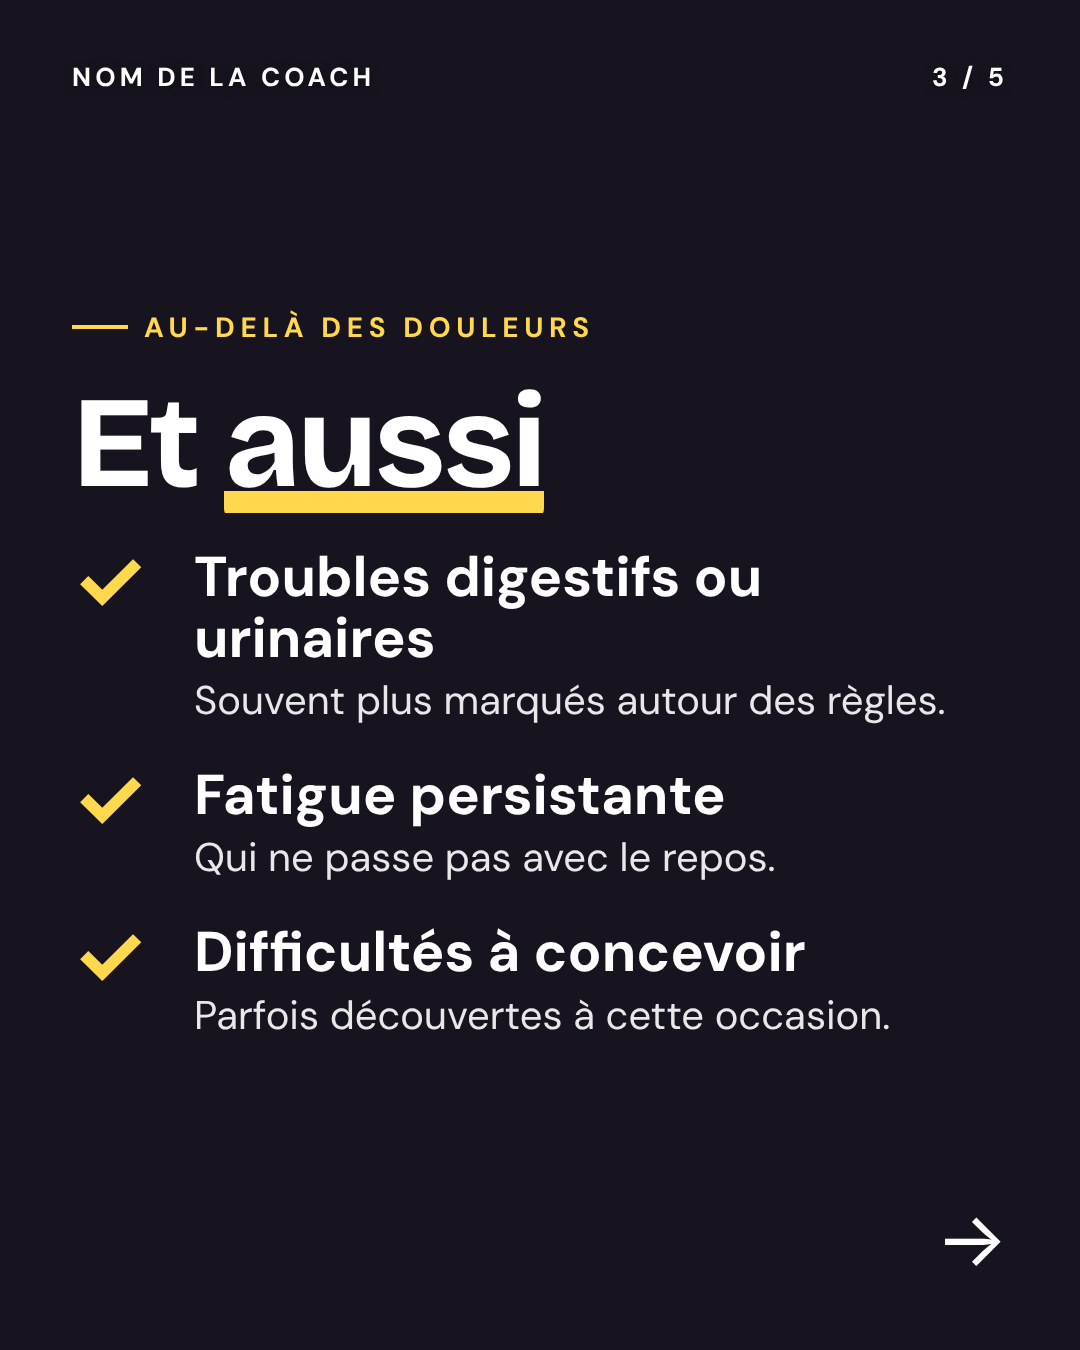 NOM DE LA COACH
3 / 5
AU-DELÀ DES DOULEURS
Et aussi
Troubles digestifs ou
urinaires
Souvent plus marqués autour des règles.
Fatigue persistante
Qui ne passe pas avec le repos.
Difficultés à concevoir
Parfois découvertes à cette occasion.